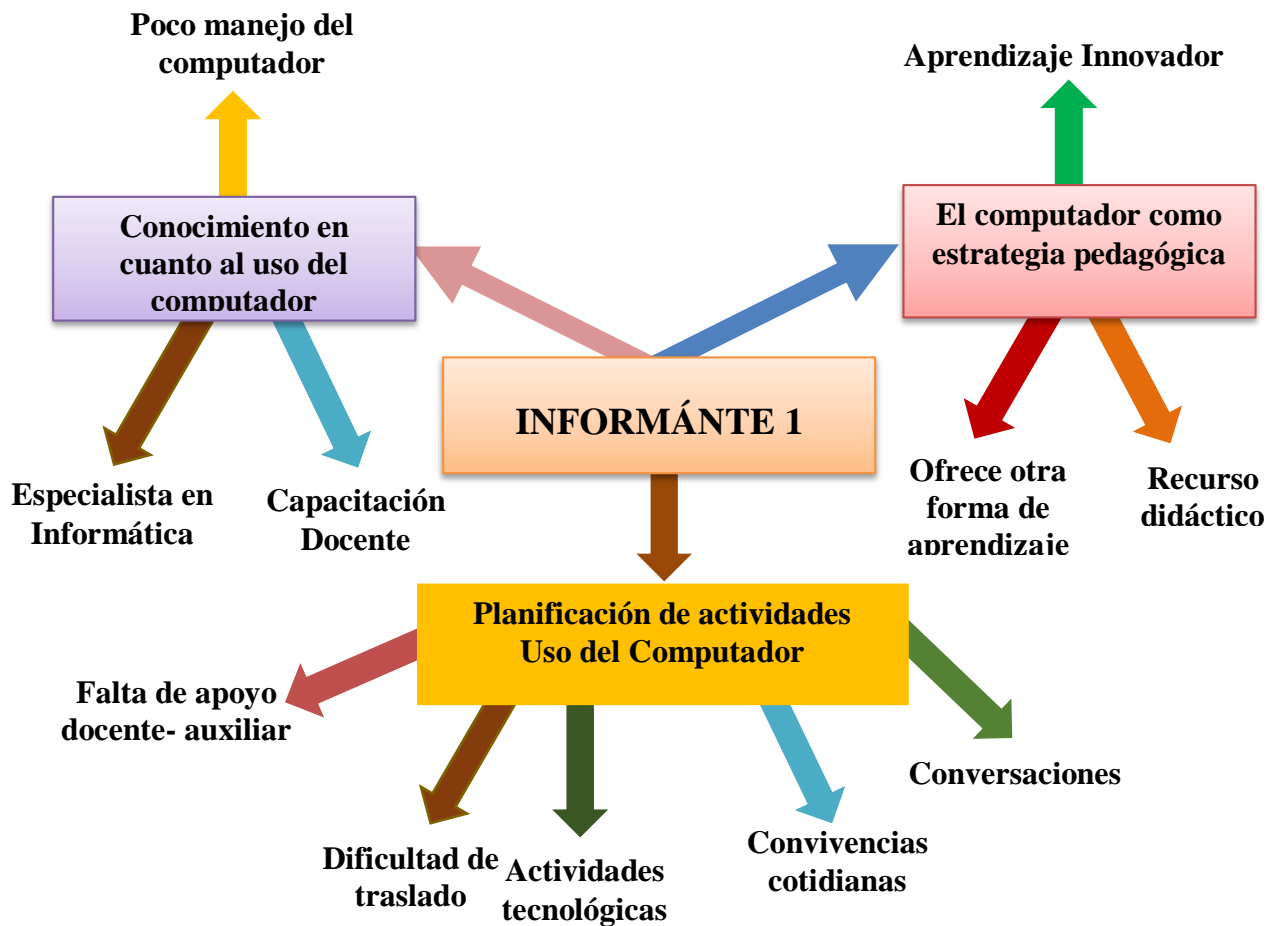 Poco manejo del
computador
Aprendizaje Innovador
Conocimiento en
cuanto al uso del
computador
El computador como
estrategia pedagógica
INFORMÁNTE 1
Especialista en
Informática
Capacitación
Docente
Ofrece otra
forma de
aprendizaje
Recurso
didáctico
Planificación de actividades
Uso del Computador
Falta de apoyo
docente- auxiliar
Dificultad de
traslado
Actividades
tecnológicas
Convivencias
cotidianas
Conversaciones